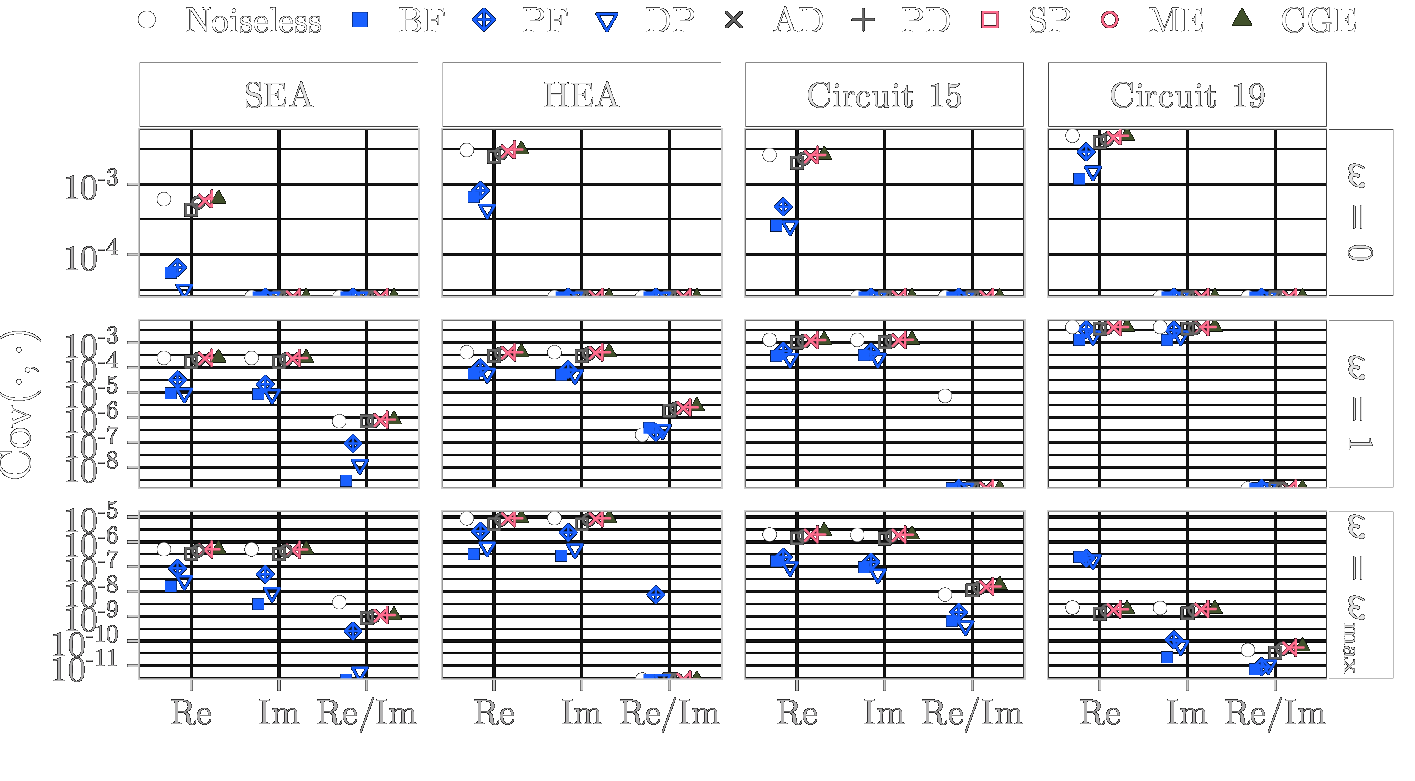 Noiseless BF PF DP AD PD SP ME CGE
SEA HEA Circuit 15 Circuit 19
10-3
10-4
ω = 0
Cov(·, ·)
10-3
10-4
10-5
10-6
10-7
10-8
ω = 1
10-5
10-6
10-7
10-8
10-9
10-10
10-11
ω = ωmax
Re Im Re/Im Re Im Re/Im Re Im Re/Im Re Im Re/Im